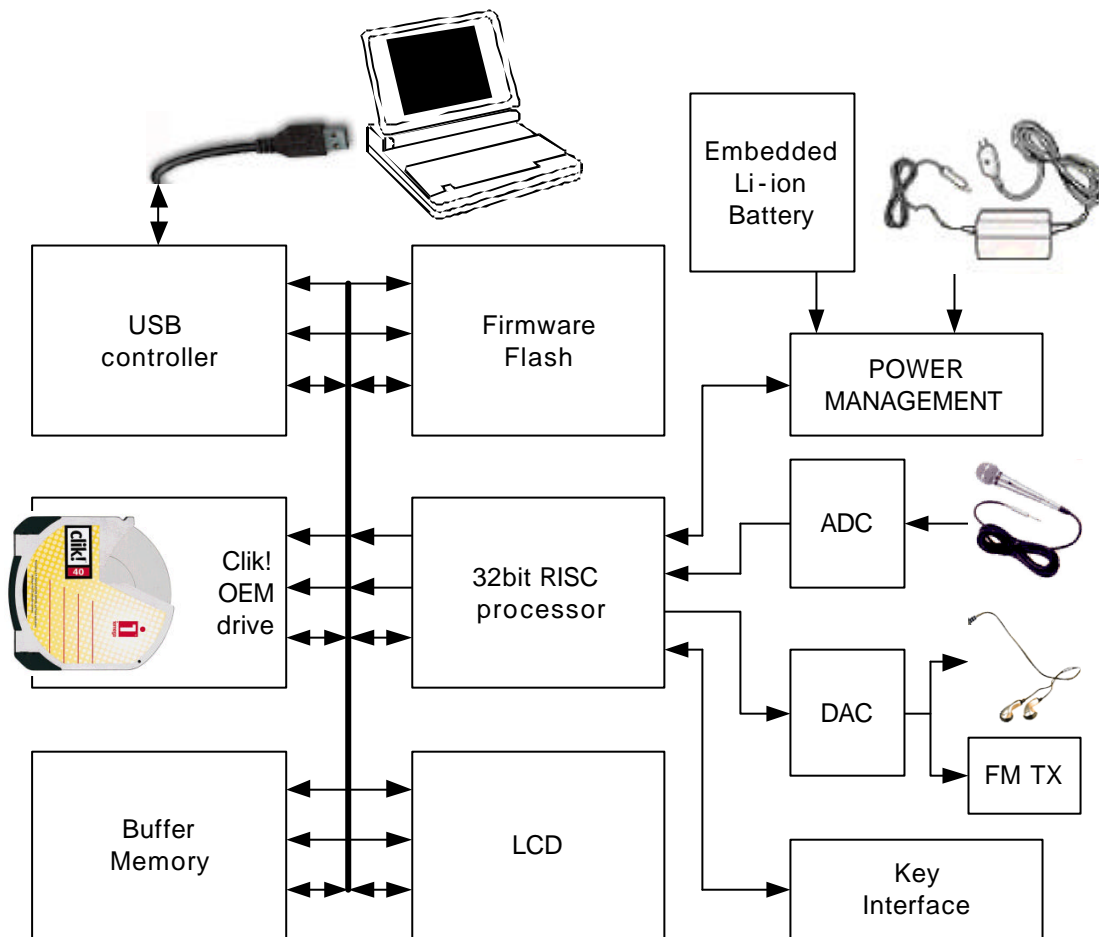 Embedded
Li-ion
Battery
USB
controller
Firmware
Flash
POWER
MANAGEMENT
clik!
40
Clik!
OEM
drive
32bit RISC
processor
ADC
DAC
FM TX
Buffer
Memory
LCD
Key
Interface